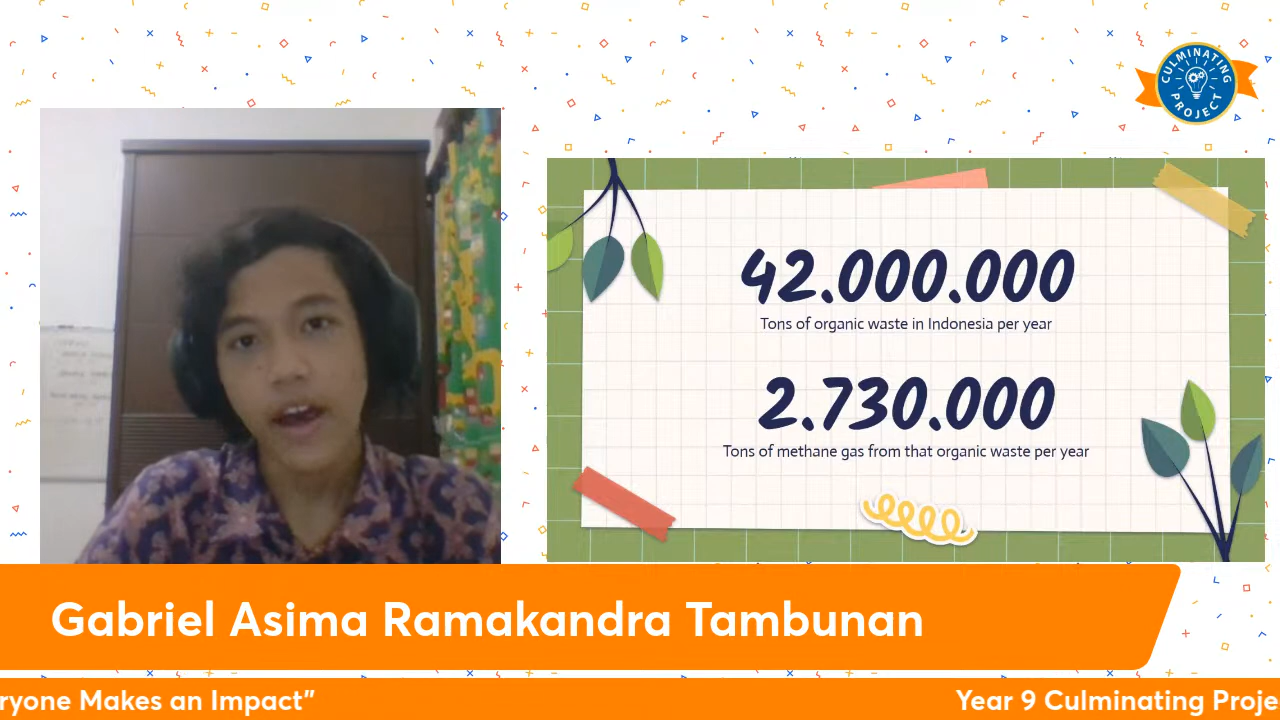 CULMINATING
PROJECT
42.000.000
Tons of organic waste in Indonesia per year
2.730.000
Tons of methane gas from that organic waste per year
Gabriel Asima Ramakandra Tambunan
ryone Makes an Impact” Year 9 Culminating Proje